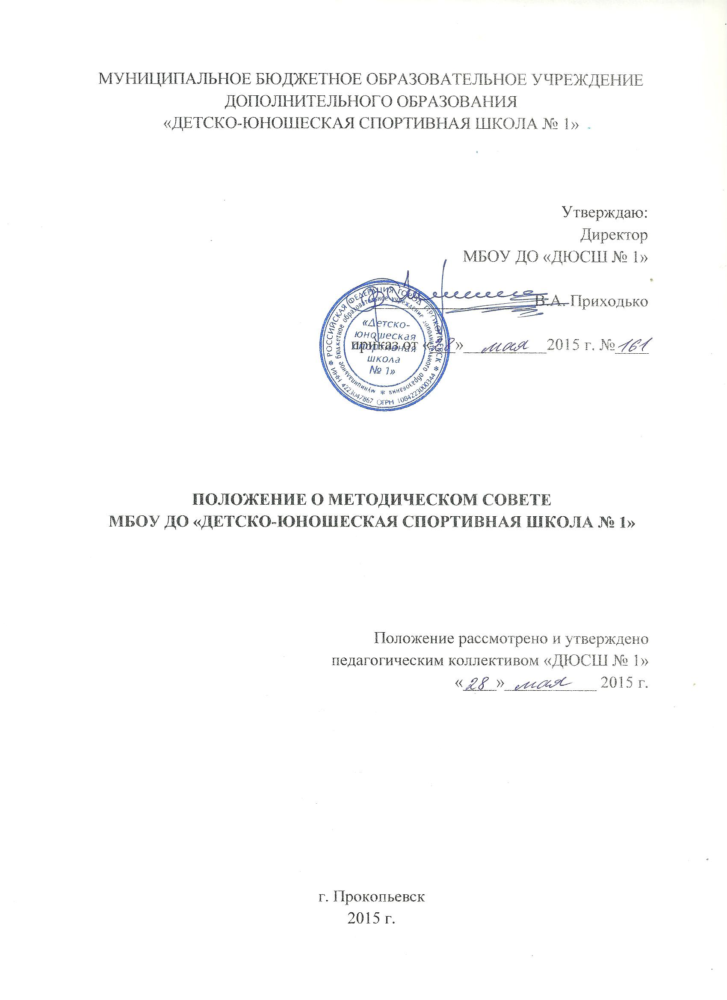 МУНИЦИПАЛЬНОЕ БЮДЖЕТНОЕ ОБРАЗОВАТЕЛЬНОЕ УЧРЕЖДЕНИЕ
ДОПОЛНИТЕЛЬНОГО ОБРАЗОВАНИЯ
«ДЕТСКО-ЮНОШЕСКАЯ СПОРТИВНАЯ ШКОЛА № 1»
Утверждаю:
Директор
МБОУ ДО «ДЮСШ № 1»
В.А. Приходько
приказ от «28» мая 2015 г. № 161
РОССИЙСКАЯ ФЕДЕРАЦИЯ ГОРОД ПРОКОПЬЕВСК * ИНН 4223047867 ОГРН 1084223000344 *
муниципальное бюджетное образовательное учреждение дополнительного образования *
«Детско-
юношеская
спортивная
школа
№ 1»
ПОЛОЖЕНИЕ О МЕТОДИЧЕСКОМ СОВЕТЕ
МБОУ ДО «ДЕТСКО-ЮНОШЕСКАЯ СПОРТИВНАЯ ШКОЛА № 1»
Положение рассмотрено и утверждено
педагогическим коллективом «ДЮСШ № 1»
«28» мая 2015 г.
г. Прокопьевск
2015 г.